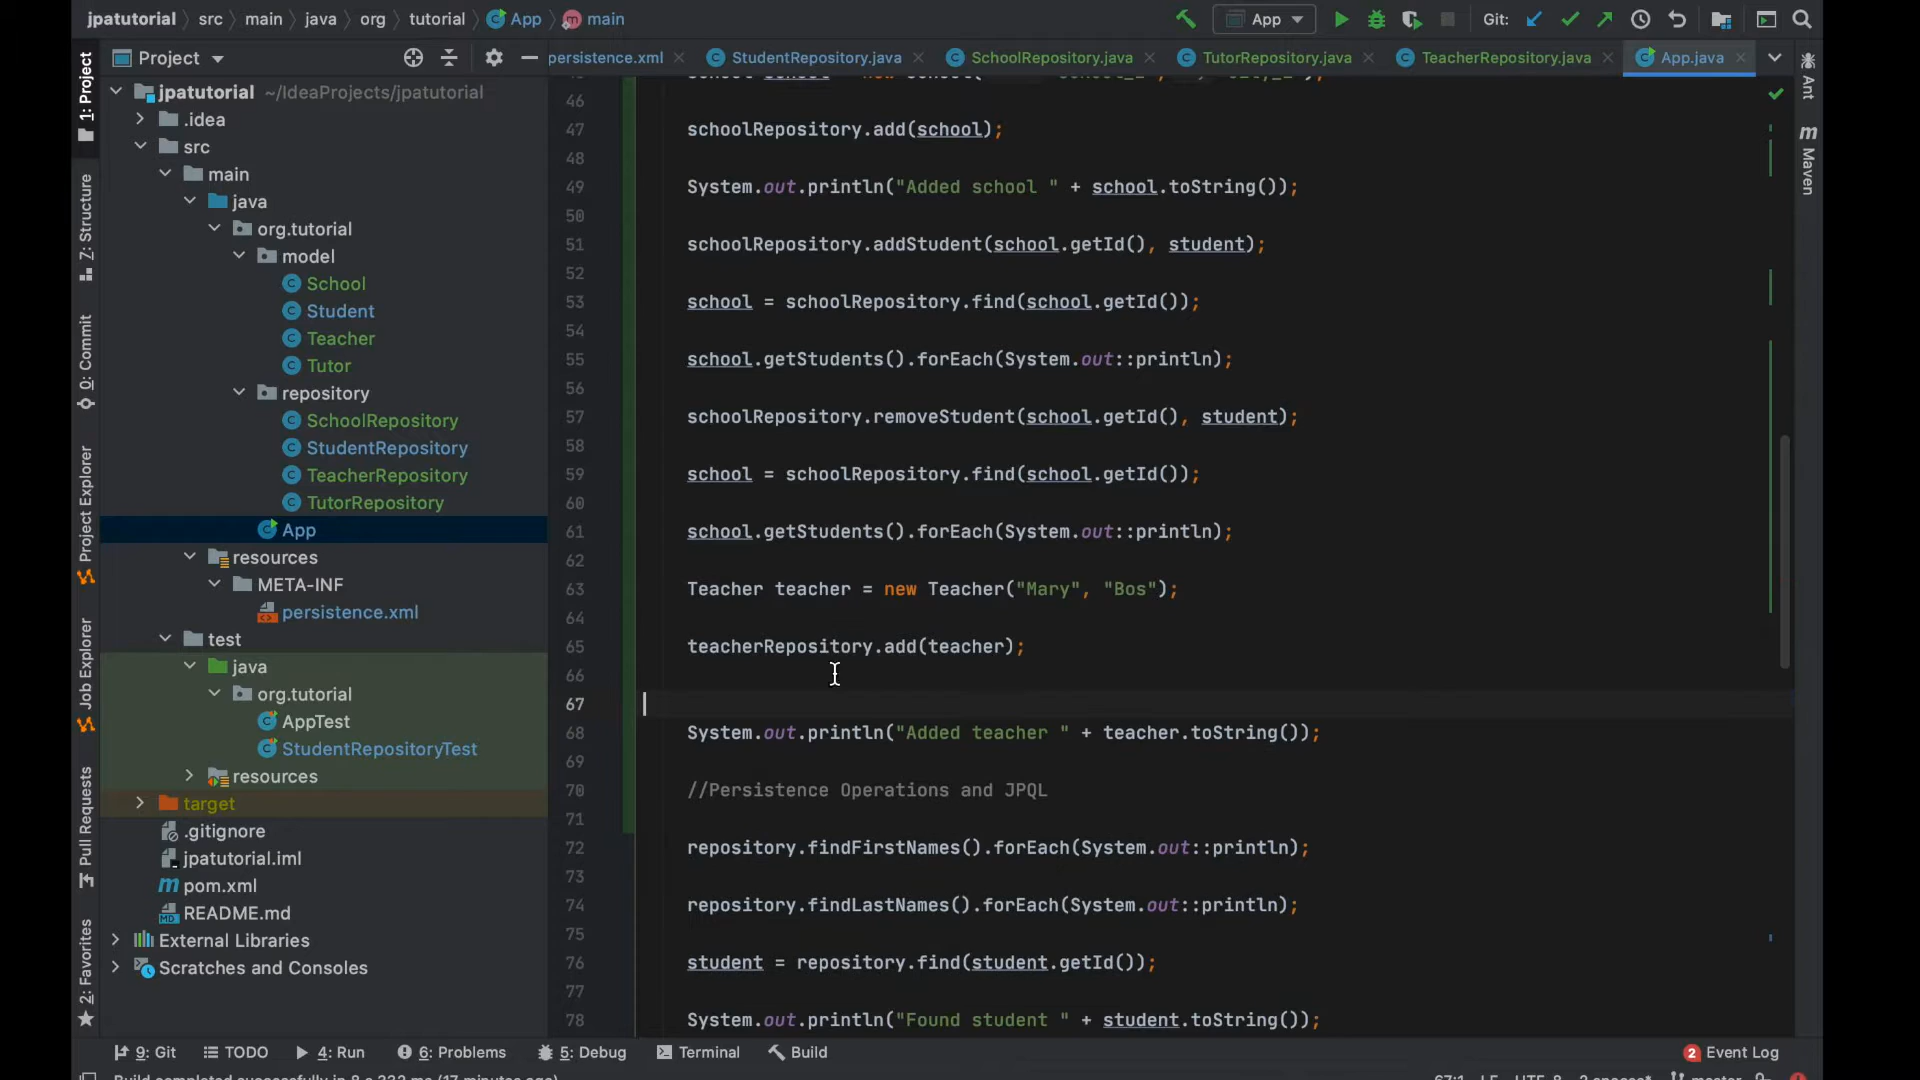 jpatutorial src main java org tutorial App main
App
Git:
1: Project
Z: Structure
0: Commit
Project Explorer
Job Explorer
Pull Requests
2: Favorites
Project
jpatutorial ~/IdeaProjects/jpatutorial
.idea
src
main
java
org.tutorial
model
School
Student
Teacher
Tutor
repository
SchoolRepository
StudentRepository
TeacherRepository
TutorRepository
App
resources
META-INF
persistence.xml
test
java
org.tutorial
AppTest
StudentRepositoryTest
resources
target
.gitignore
jpatutorial.iml
pom.xml
README.md
External Libraries
Scratches and Consoles
persistence.xml StudentRepository.java SchoolRepository.java TutorRepository.java TeacherRepository.java App.java
46
47 schoolRepository.add(school);
48
49 System.out.println("Added school " + school.toString());
50
51 schoolRepository.addStudent(school.getId(), student);
52
53 school = schoolRepository.find(school.getId());
54
55 school.getStudents().forEach(System.out::println);
56
57 schoolRepository.removeStudent(school.getId(), student);
58
59 school = schoolRepository.find(school.getId());
60
61 school.getStudents().forEach(System.out::println);
62
63 Teacher teacher = new Teacher("Mary", "Bos");
64
65 teacherRepository.add(teacher);
66
67
68 System.out.println("Added teacher " + teacher.toString());
69
70 //Persistence Operations and JPQL
71
72 repository.findFirstNames().forEach(System.out::println);
73
74 repository.findLastNames().forEach(System.out::println);
75
76 student = repository.find(student.getId());
77
78 System.out.println("Found student " + student.toString());
Ant
Maven
9: Git TODO 4: Run 6: Problems 5: Debug Terminal Build 2 Event Log